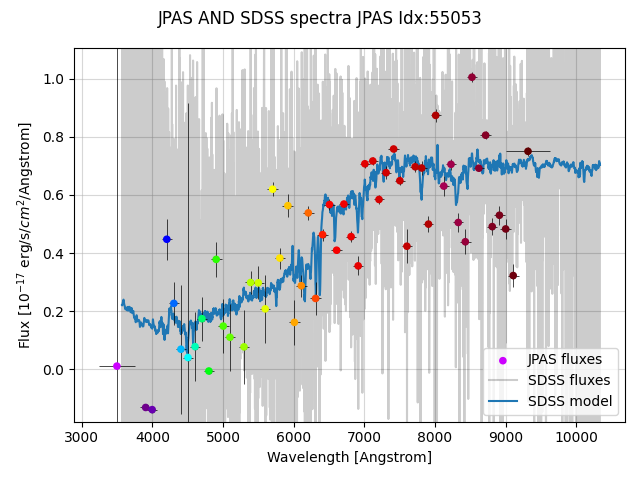 JPAS AND SDSS spectra JPAS Idx:55053
Flux [10⁻¹⁷ erg/s/cm²/Angstrom]
1.0
0.8
0.6
0.4
0.2
0.0
JPAS fluxes
SDSS fluxes
SDSS model
3000 4000 5000 6000 7000 8000 9000 10000
Wavelength [Angstrom]